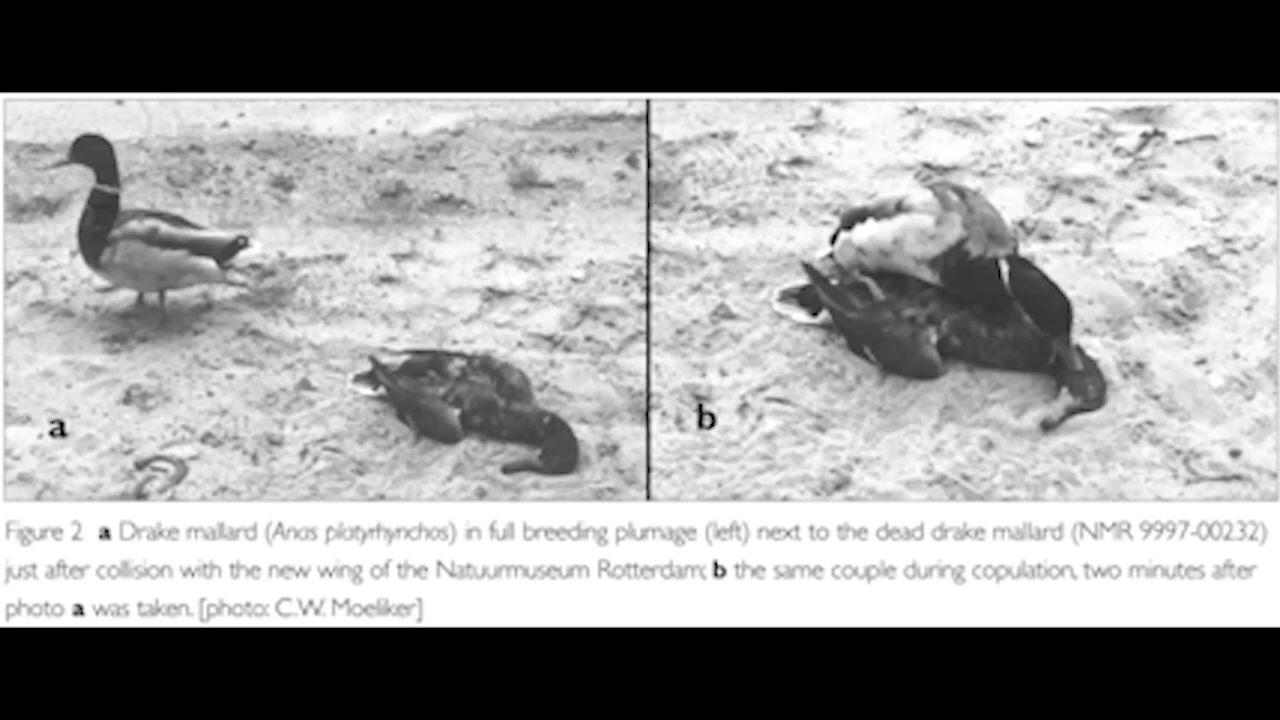 a
b
Figure 2 a Drake mallard (Anas platyrhynchos) in full breeding plumage (left) next to the dead drake mallard (NMR 9997-00232)
just after collision with the new wing of the Natuurmuseum Rotterdam; b the same couple during copulation, two minutes after
photo a was taken. [photo: C.W. Moeliker]